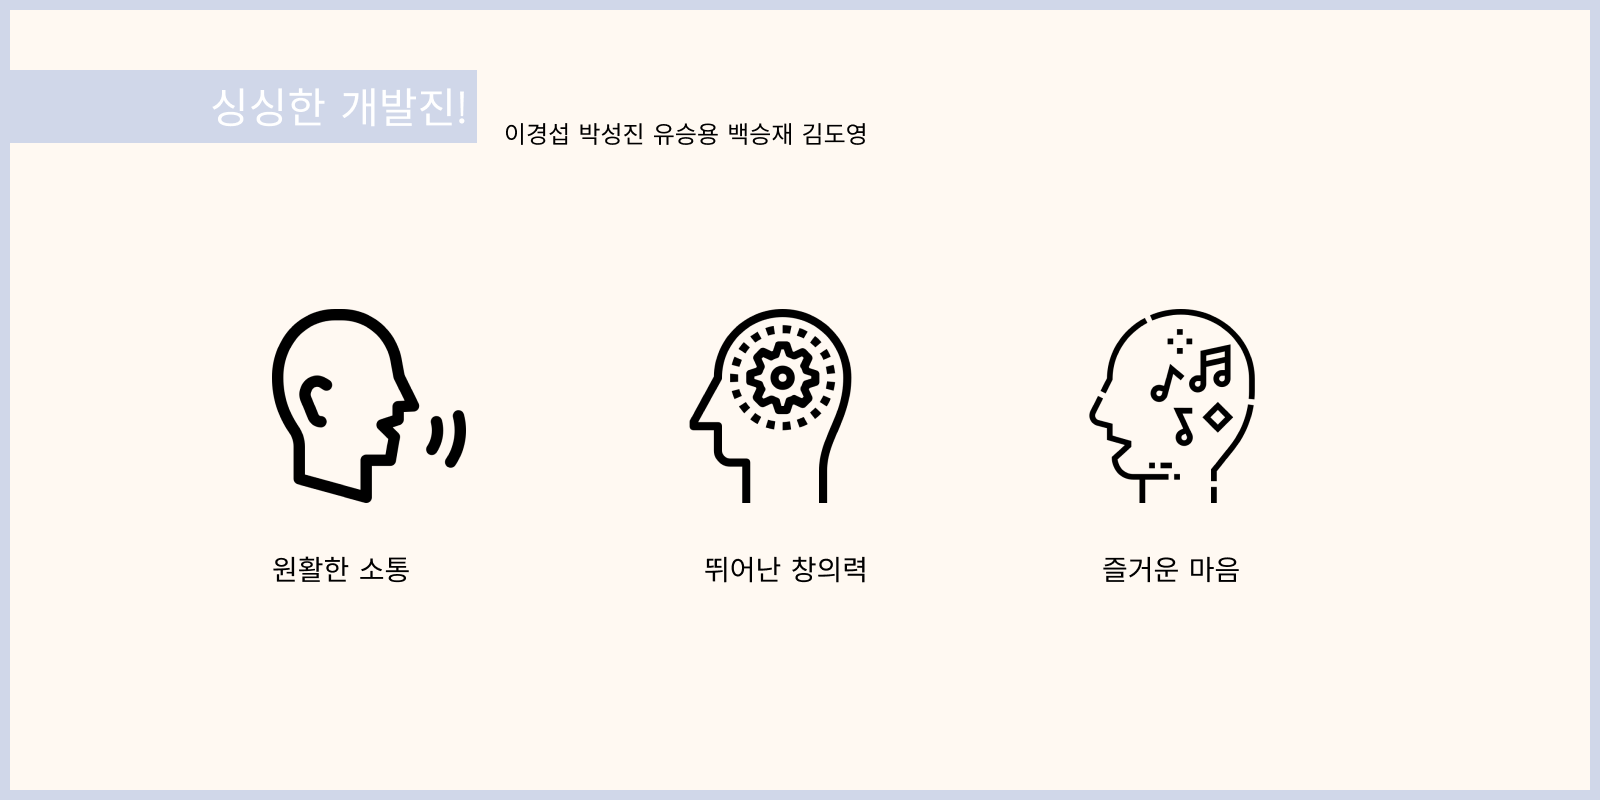 싱싱한 개발진!
이경섭 박성진 유승용 백승재 김도영
원활한 소통
뛰어난 창의력
즐거운 마음